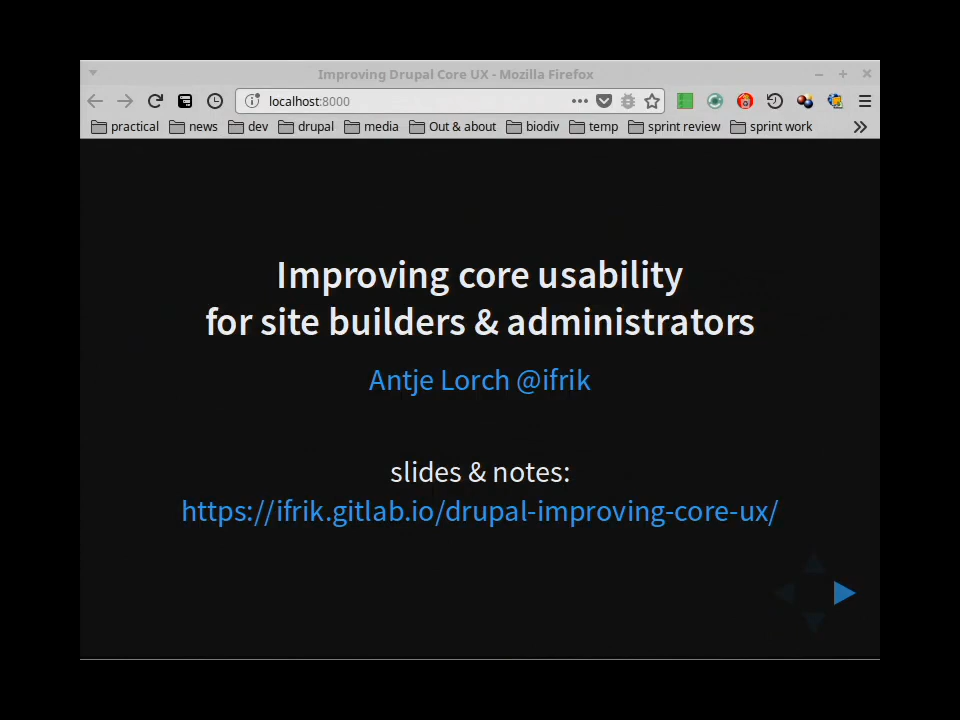 Improving Drupal Core UX - Mozilla Firefox
localhost:8000
practical news dev drupal media Out & about biodiv temp sprint review sprint work
Improving core usability
for site builders & administrators
Antje Lorch @ifrik
slides & notes:
https://ifrik.gitlab.io/drupal-improving-core-ux/